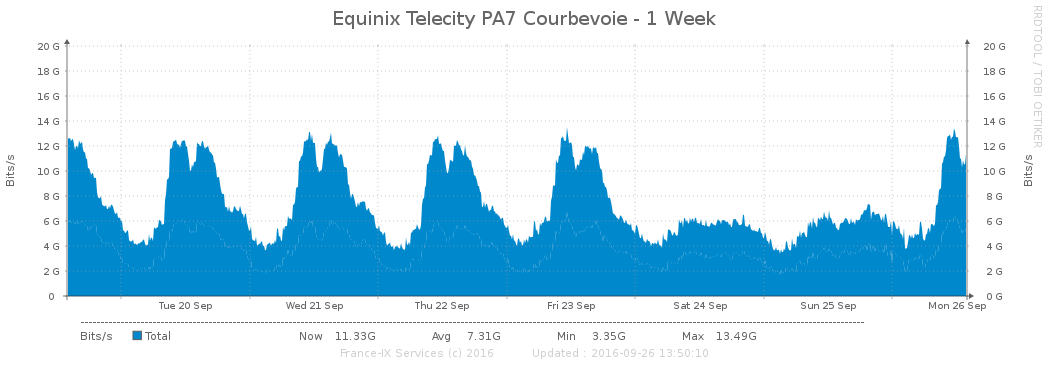 Equinix Telecity PA7 Courbevoie - 1 Week
RRDTOOL / TOBI OETIKER
Bits/s
20 G
18 G
16 G
14 G
12 G
10 G
8 G
6 G
4 G
2 G
0
20 G
18 G
16 G
14 G
12 G
10 G
8 G
6 G
4 G
2 G
0 G
Bits/s
Tue 20 Sep Wed 21 Sep Thu 22 Sep Fri 23 Sep Sat 24 Sep Sun 25 Sep Mon 26 Sep
Bits/s Total Now 11.33G Avg 7.31G Min 3.35G Max 13.49G
France-IX Services (c) 2016 Updated : 2016-09-26 13:50:10